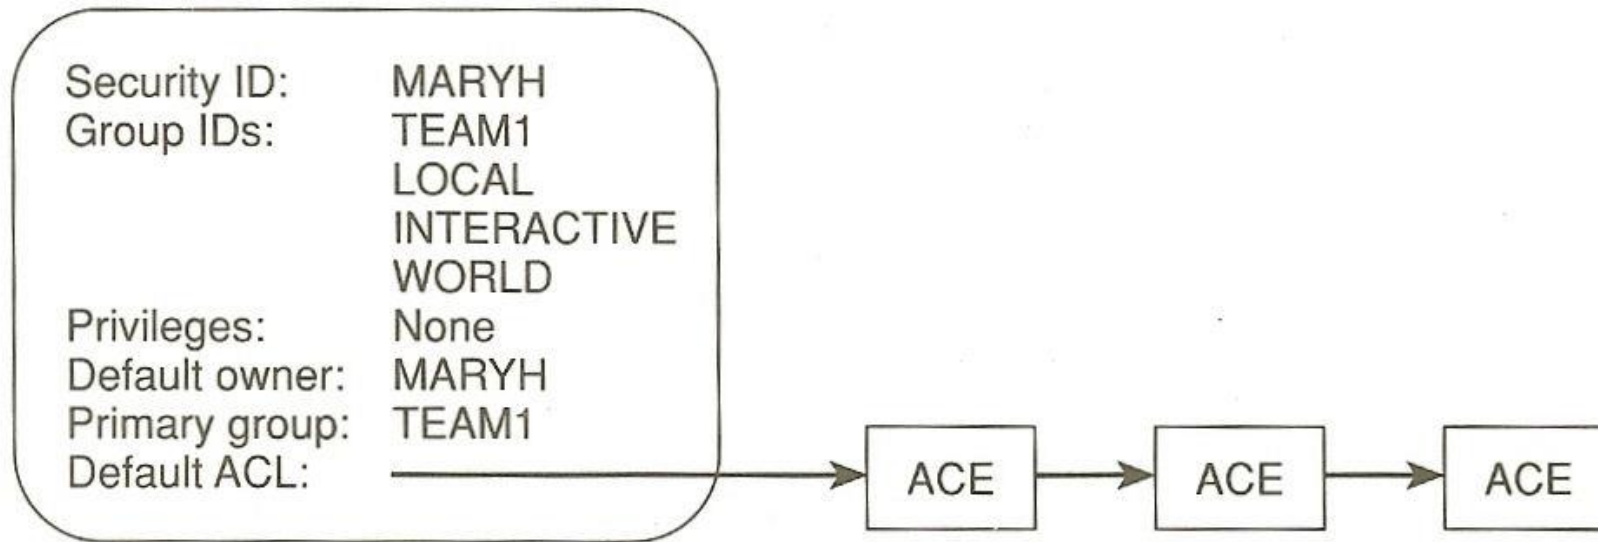 Security ID: MARYH
Group IDs: TEAM1
LOCAL
INTERACTIVE
WORLD
Privileges: None
Default owner: MARYH
Primary group: TEAM1
Default ACL: ACE ACE ACE